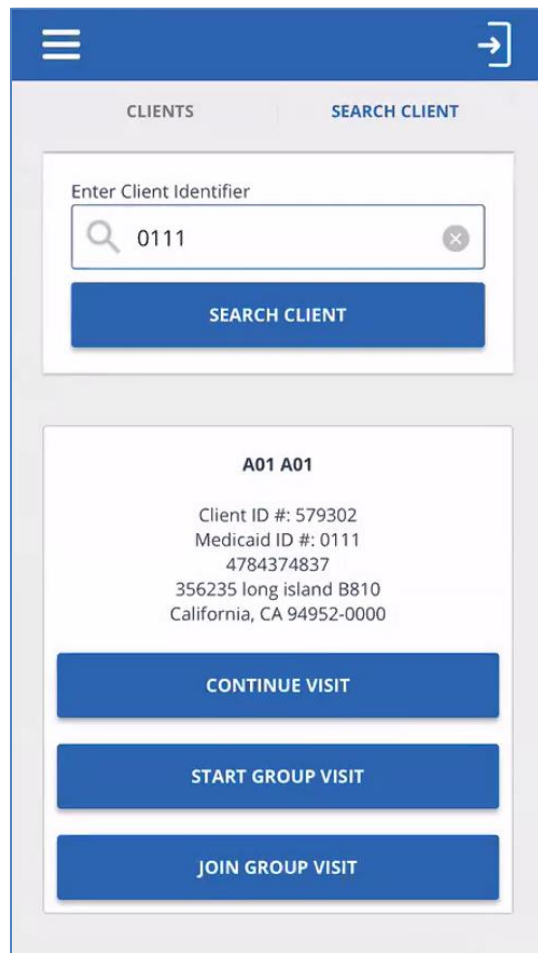 CLIENTS
SEARCH CLIENT
Enter Client Identifier
0111
SEARCH CLIENT
A01 A01
Client ID #: 579302
Medicaid ID #: 0111
4784374837
356235 long island B810
California, CA 94952-0000
CONTINUE VISIT
START GROUP VISIT
JOIN GROUP VISIT